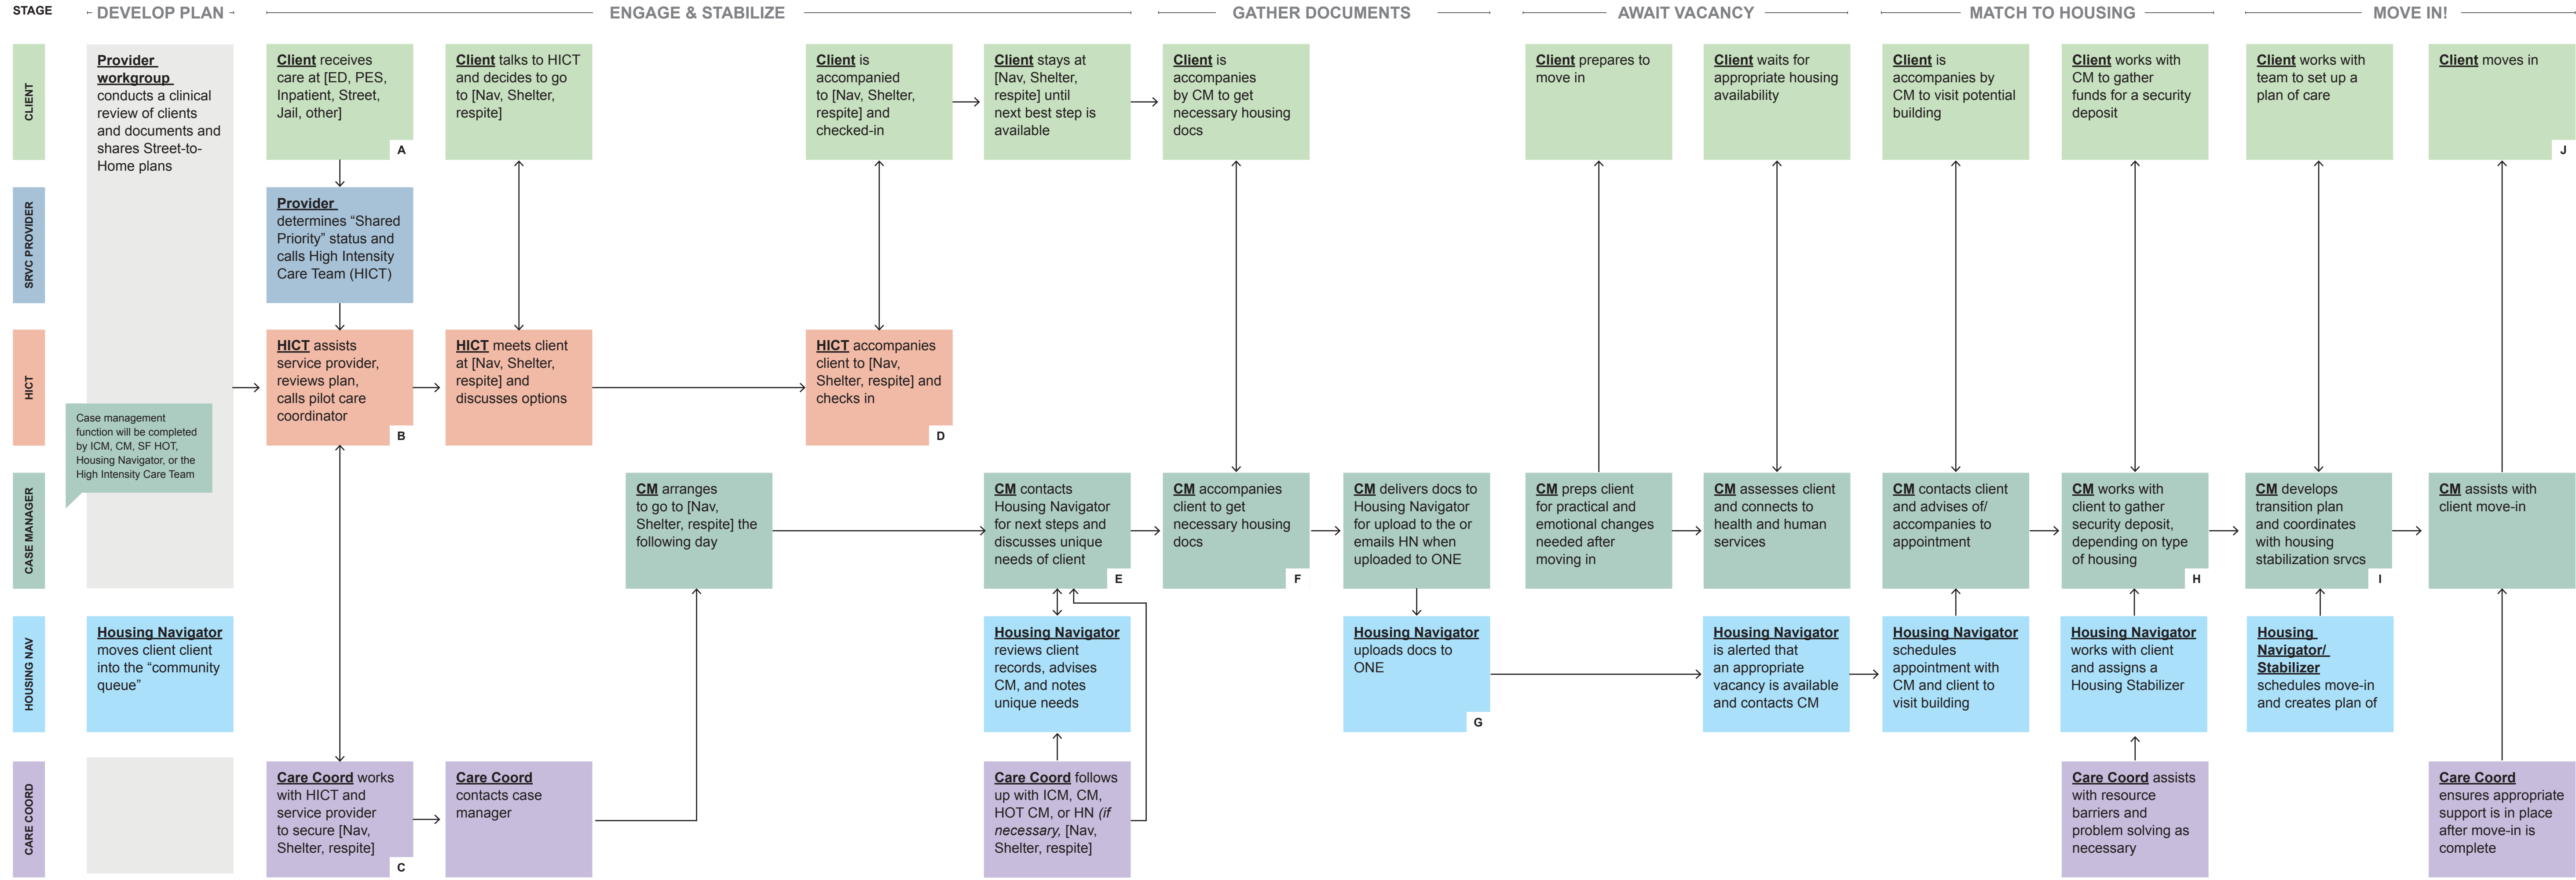 STAGE
DEVELOP PLAN
ENGAGE & STABILIZE
GATHER DOCUMENTS
AWAIT VACANCY
MATCH TO HOUSING
MOVE IN!
CLIENT
Provider
workgroup
conducts a clinical
review of clients
and documents and
shares Street-to-
Home plans
Client receives
care at [ED, PES,
Inpatient, Street,
Jail, other]
A
Client talks to HICT
and decides to go
to [Nav, Shelter,
respite]
Client is
accompanied
to [Nav, Shelter,
respite] and
checked-in
Client stays at
[Nav, Shelter,
respite] until
next best step is
available
Client is
accompanies
by CM to get
necessary housing
docs
Client prepares to
move in
Client waits for
appropriate housing
availability
Client is
accompanies by
CM to visit potential
building
Client works with
CM to gather
funds for a security
deposit
Client works with
team to set up a
plan of care
Client moves in
J
SRVC PROVIDER
Provider
determines “Shared
Priority” status and
calls High Intensity
Care Team (HICT)
HICT
HICT assists
service provider,
reviews plan,
calls pilot care
coordinator
B
HICT meets client
at [Nav, Shelter,
respite] and
discusses options
HICT accompanies
client to [Nav,
Shelter, respite] and
checks in
D
Case management
function will be completed
by ICM, CM, SF HOT,
Housing Navigator, or the
High Intensity Care Team
CASE MANAGER
CM arranges
to go to [Nav,
Shelter, respite] the
following day
CM contacts
Housing Navigator
for next steps and
discusses unique
needs of client
E
CM accompanies
client to get
necessary housing
docs
F
CM delivers docs to
Housing Navigator
for upload to the or
emails HN when
uploaded to ONE
CM preps client
for practical and
emotional changes
needed after
moving in
CM assesses client
and connects to
health and human
services
CM contacts client
and advises of/
accompanies to
appointment
CM works with
client to gather
security deposit,
depending on type
of housing
H
CM develops
transition plan
and coordinates
with housing
stabilization srvcs
I
CM assists with
client move-in
HOUSING NAV
Housing Navigator
moves client client
into the “community
queue”
Housing Navigator
reviews client
records, advises
CM, and notes
unique needs
Housing Navigator
uploads docs to
ONE
G
Housing Navigator
is alerted that
an appropriate
vacancy is available
and contacts CM
Housing Navigator
schedules
appointment with
CM and client to
visit building
Housing Navigator
works with client
and assigns a
Housing Stabilizer
Housing
Navigator/
Stabilizer
schedules move-in
and creates plan of
CARE COORD
Care Coord works
with HICT and
service provider
to secure [Nav,
Shelter, respite]
C
Care Coord
contacts case
manager
Care Coord follows
up with ICM, CM,
HOT CM, or HN (if
necessary, [Nav,
Shelter, respite]
Care Coord assists
with resource
barriers and
problem solving as
necessary
Care Coord
ensures appropriate
support is in place
after move-in is
complete